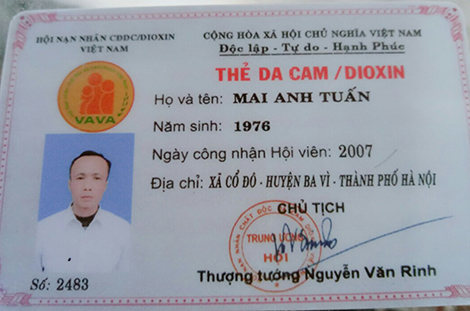 HỘI NẠN NHÂN CĐDC/DIOXIN
VIỆT NAM
CỘNG HÒA XÃ HỘI CHỦ NGHĨA VIỆT NAM
Độc lập - Tự do - Hạnh Phúc
THẺ DA CAM /DIOXIN
VAVA
Họ và tên: MAI ANH TUẤN
Năm sinh: 1976
Ngày công nhận Hội viên: 2007
Địa chỉ: XÃ CỔ ĐÔ - HUYỆN BA VÌ - THÀNH PHỐ HÀ NỘI
CHỦ TỊCH
TRUNG ƯƠNG
HỘI
Thượng tướng Nguyễn Văn Rinh
Số: 2483